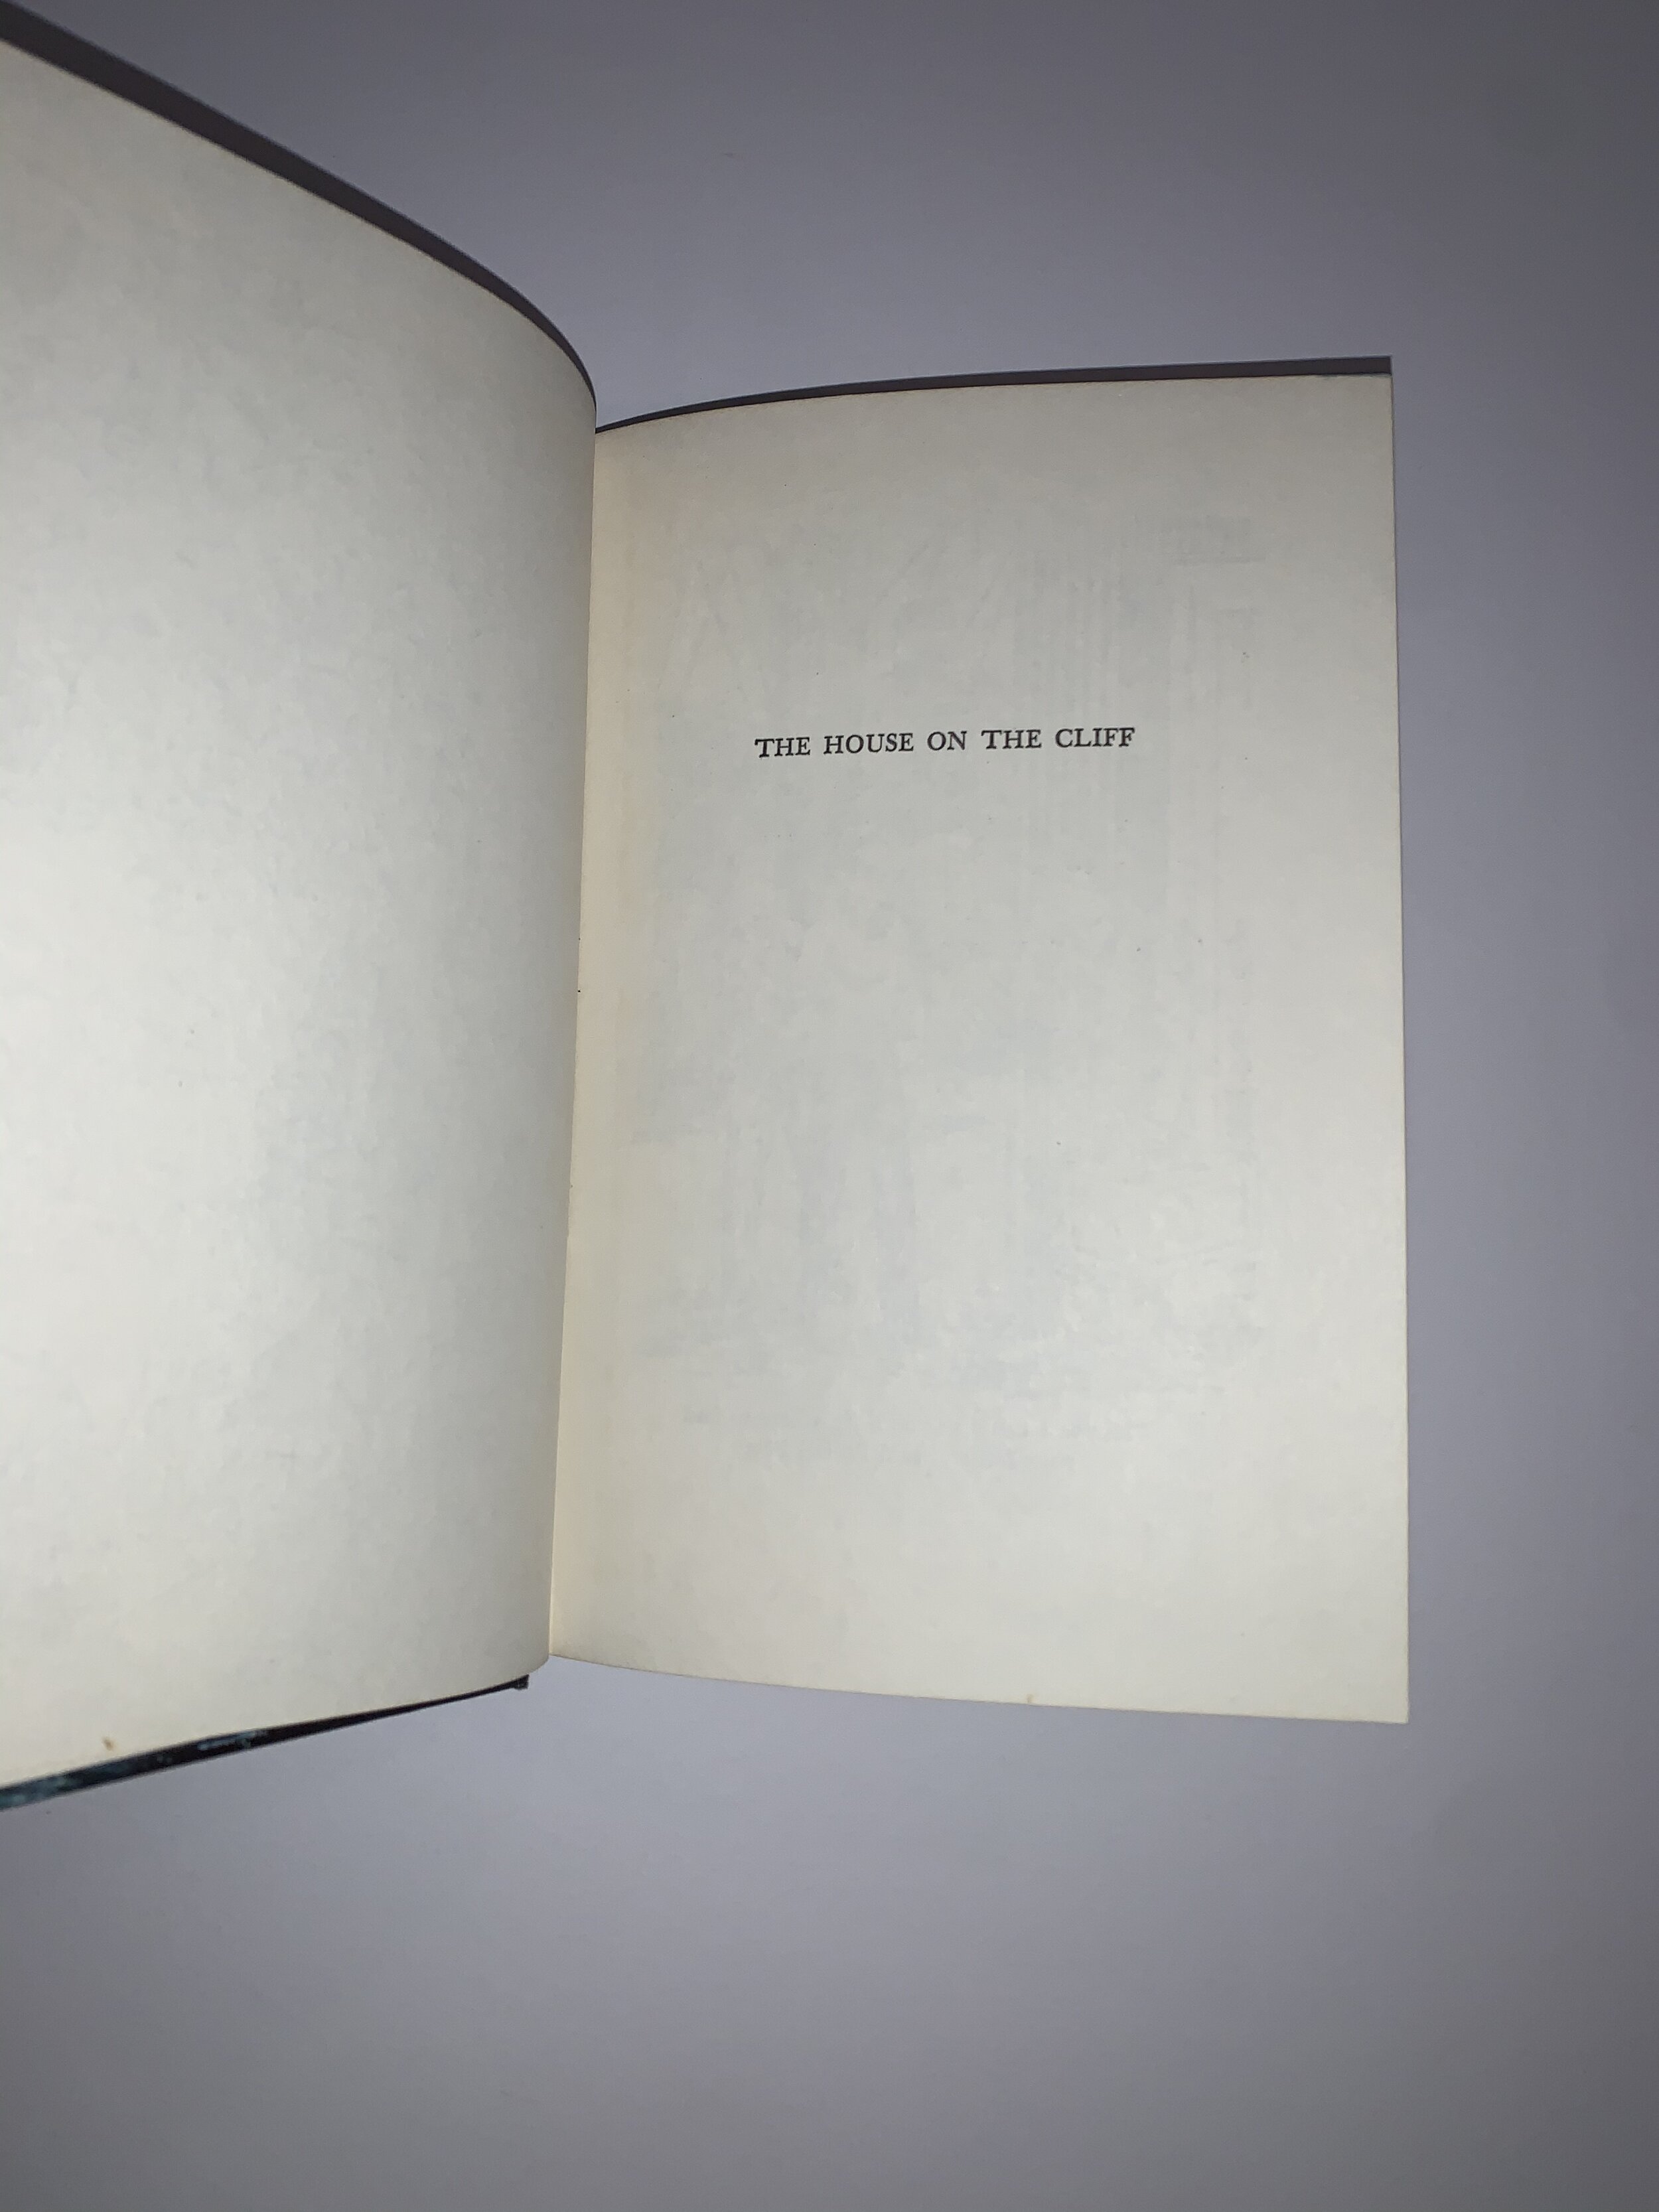 THE HOUSE ON THE CLIFF